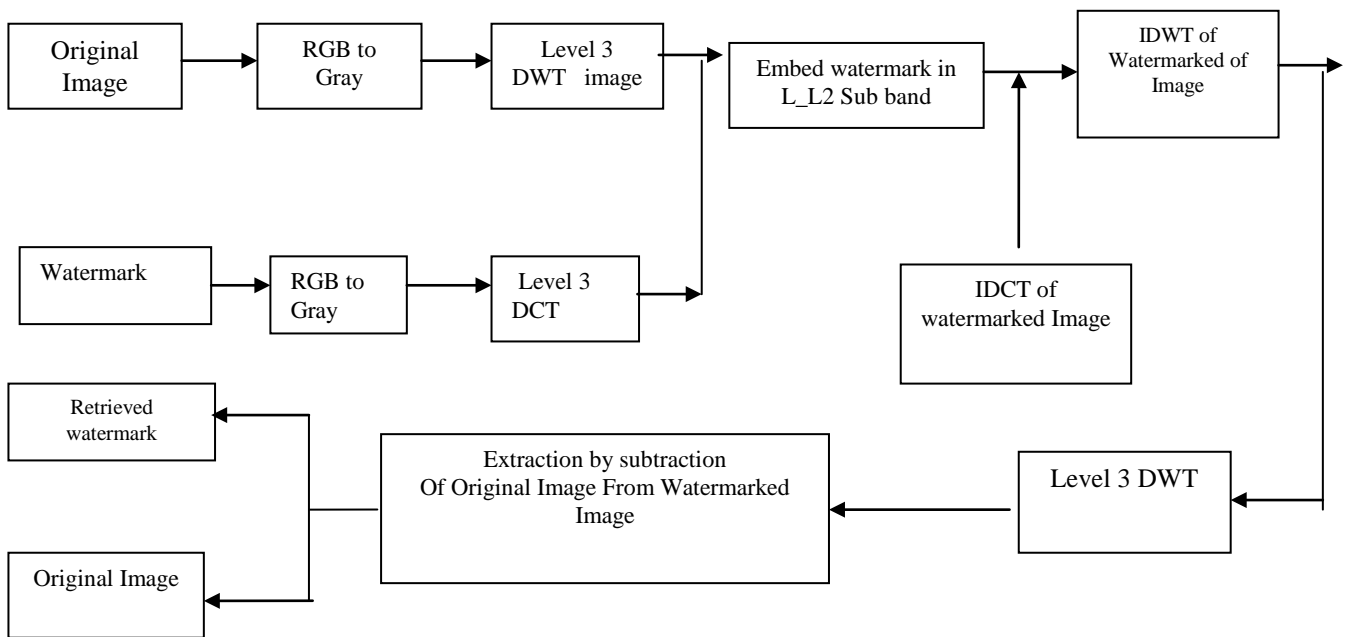 Original
Image
RGB to
Gray
Level 3
DWT image
Embed watermark in
L_L2 Sub band
IDWT of
Watermarked of
Image
Watermark
RGB to
Gray
Level 3
DCT
IDCT of
watermarked Image
Retrieved
watermark
Extraction by subtraction
Of Original Image From Watermarked
Image
Level 3 DWT
Original Image